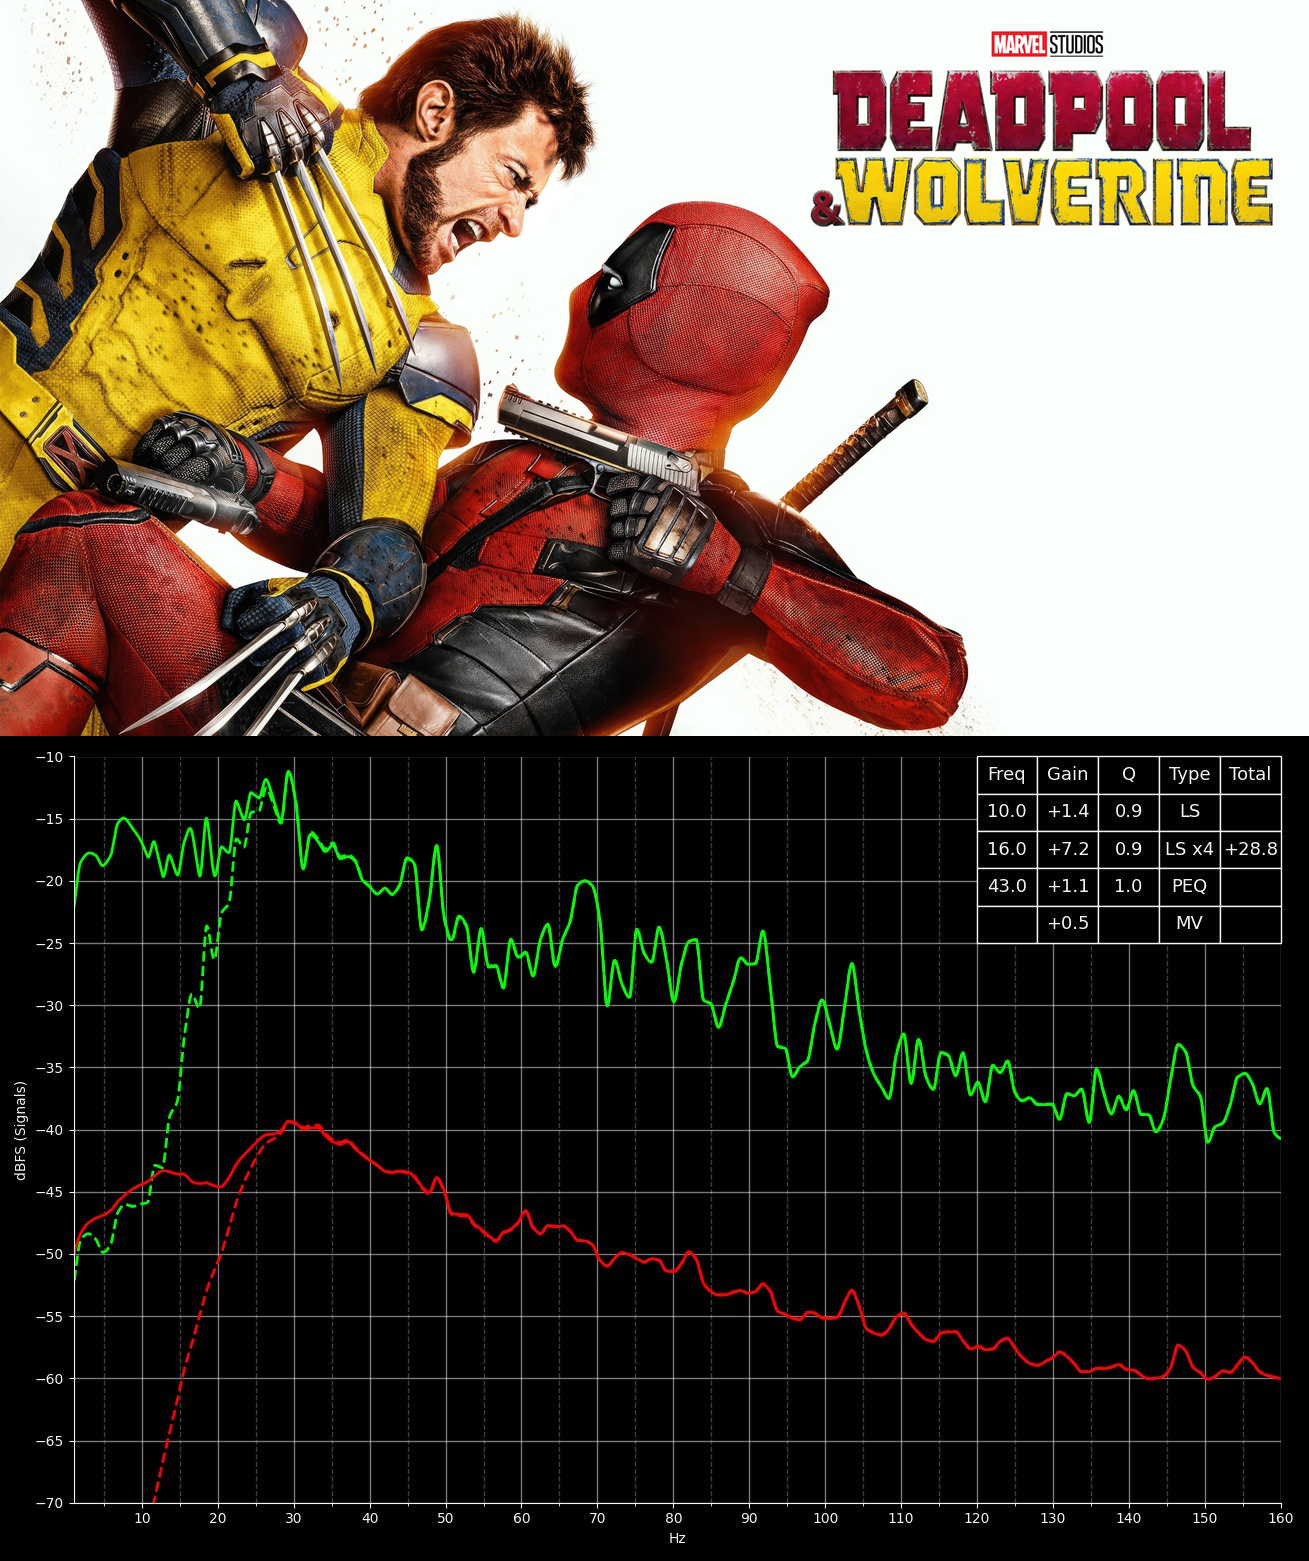 MARVEL STUDIOS
DEADPOOL
&WOLVERINE
Freq Gain Q Type Total
10.0 +1.4 0.9 LS
16.0 +7.2 0.9 LS x4 +28.8
43.0 +1.1 1.0 PEQ
+0.5 MV
−10
−15
−20
−25
−30
−35
−40
−45
−50
−55
−60
−65
−70
dBFS (Signals)
10 20 30 40 50 60 70 80 90 100 110 120 130 140 150 160
Hz